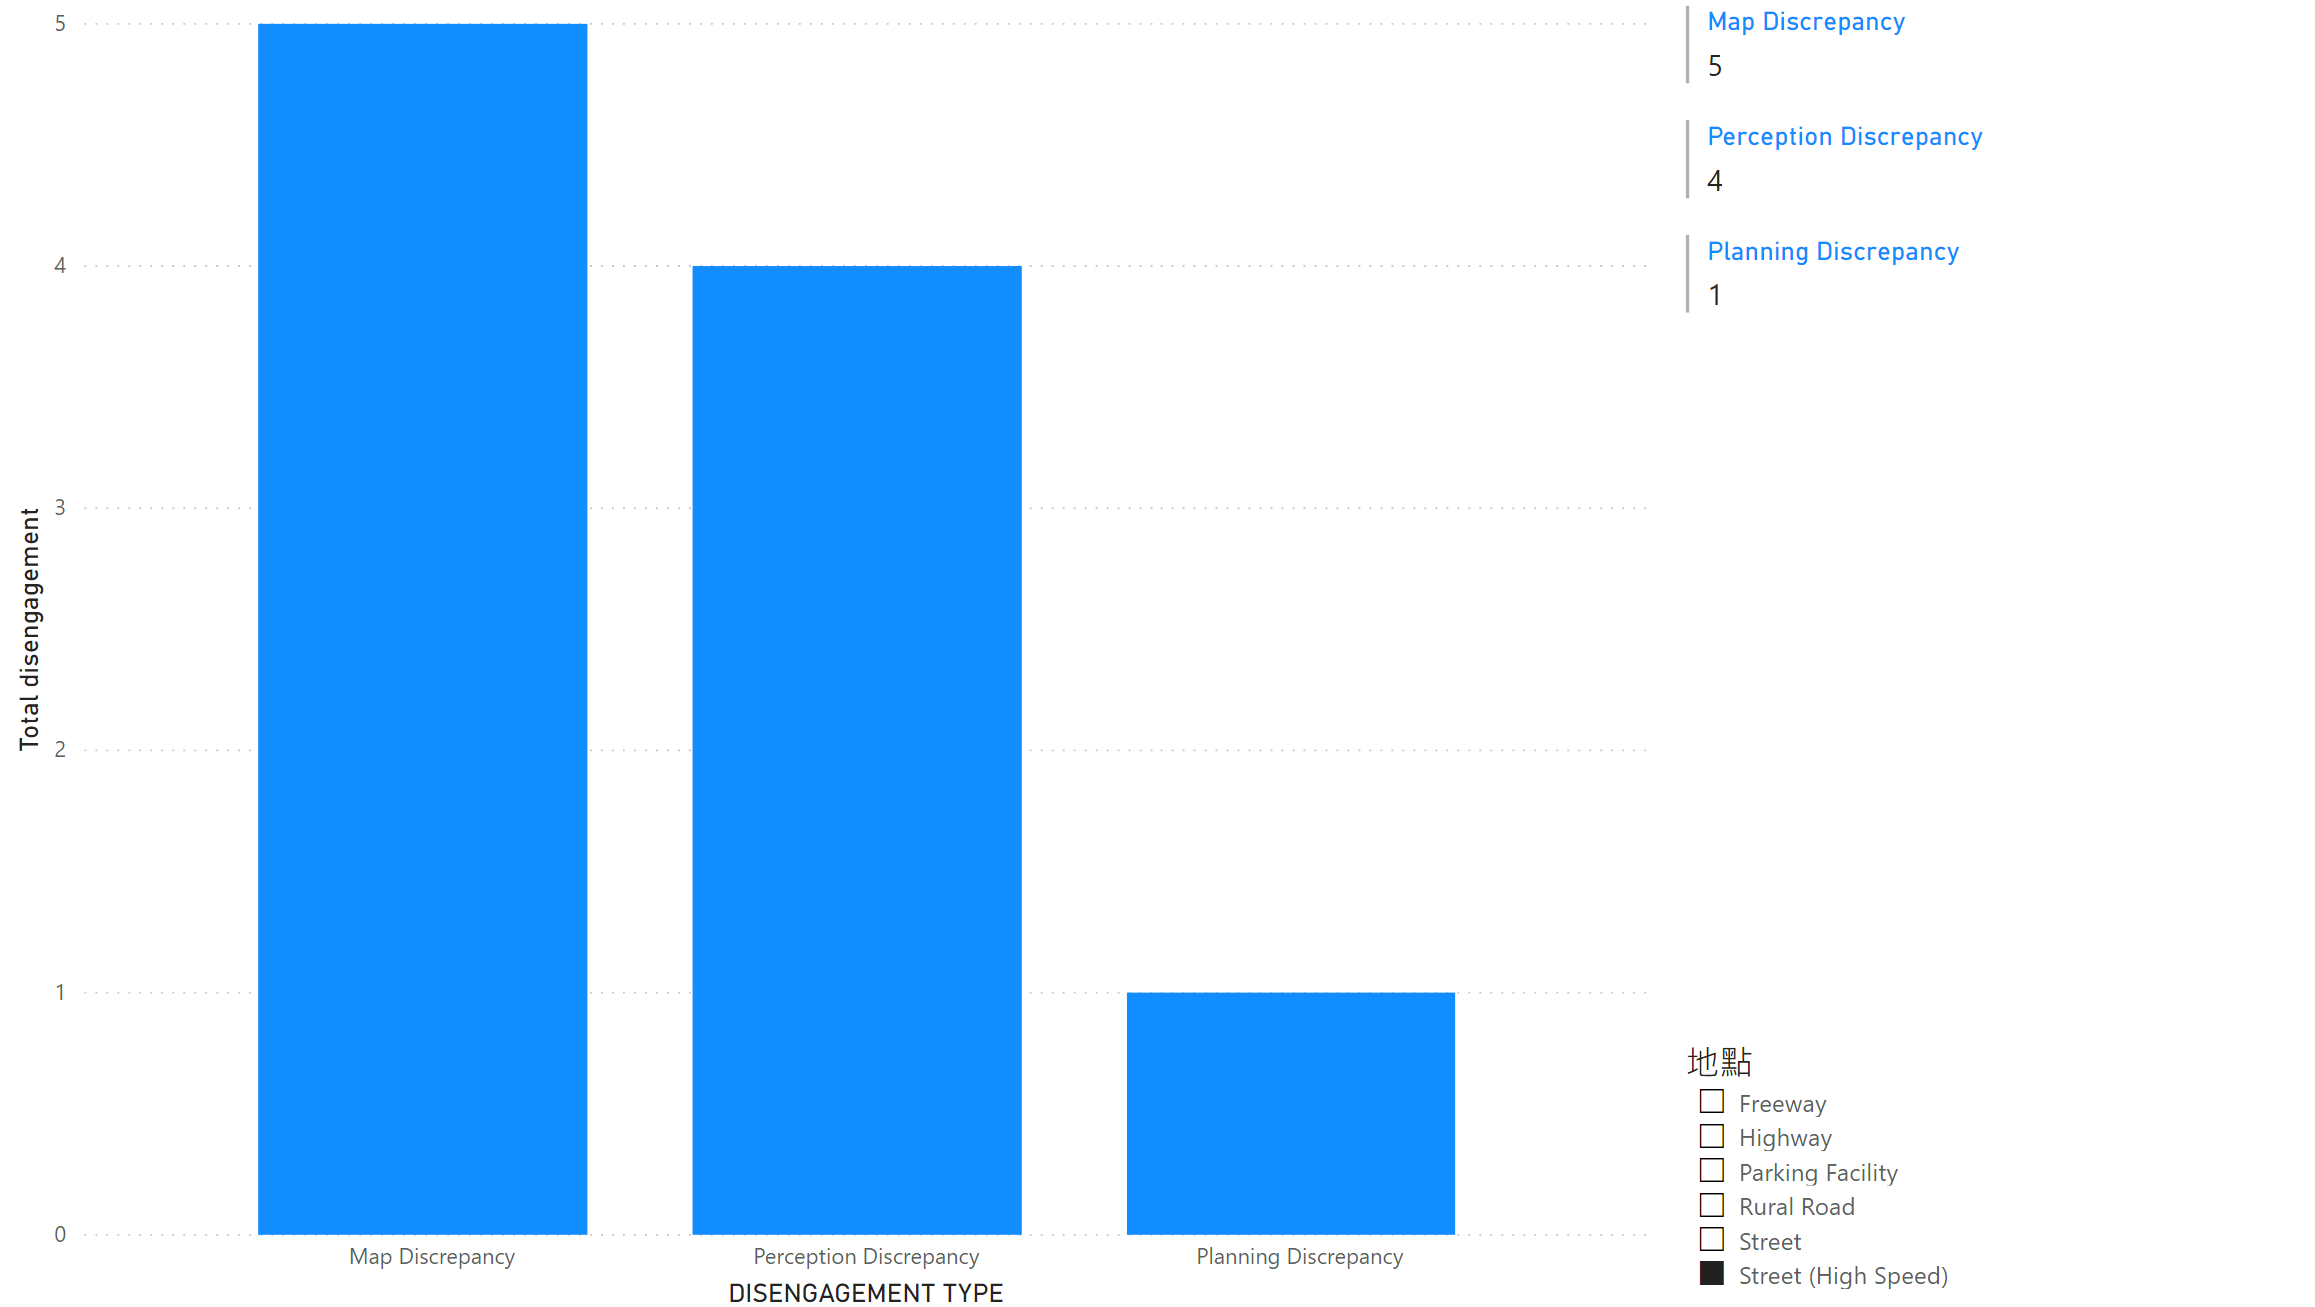 5
4
3
2
1
0
Total disengagement
Map Discrepancy
Perception Discrepancy
Planning Discrepancy
DISENGAGEMENT TYPE
Map Discrepancy
5
Perception Discrepancy
4
Planning Discrepancy
1
地點
Freeway
Highway
Parking Facility
Rural Road
Street
Street (High Speed)